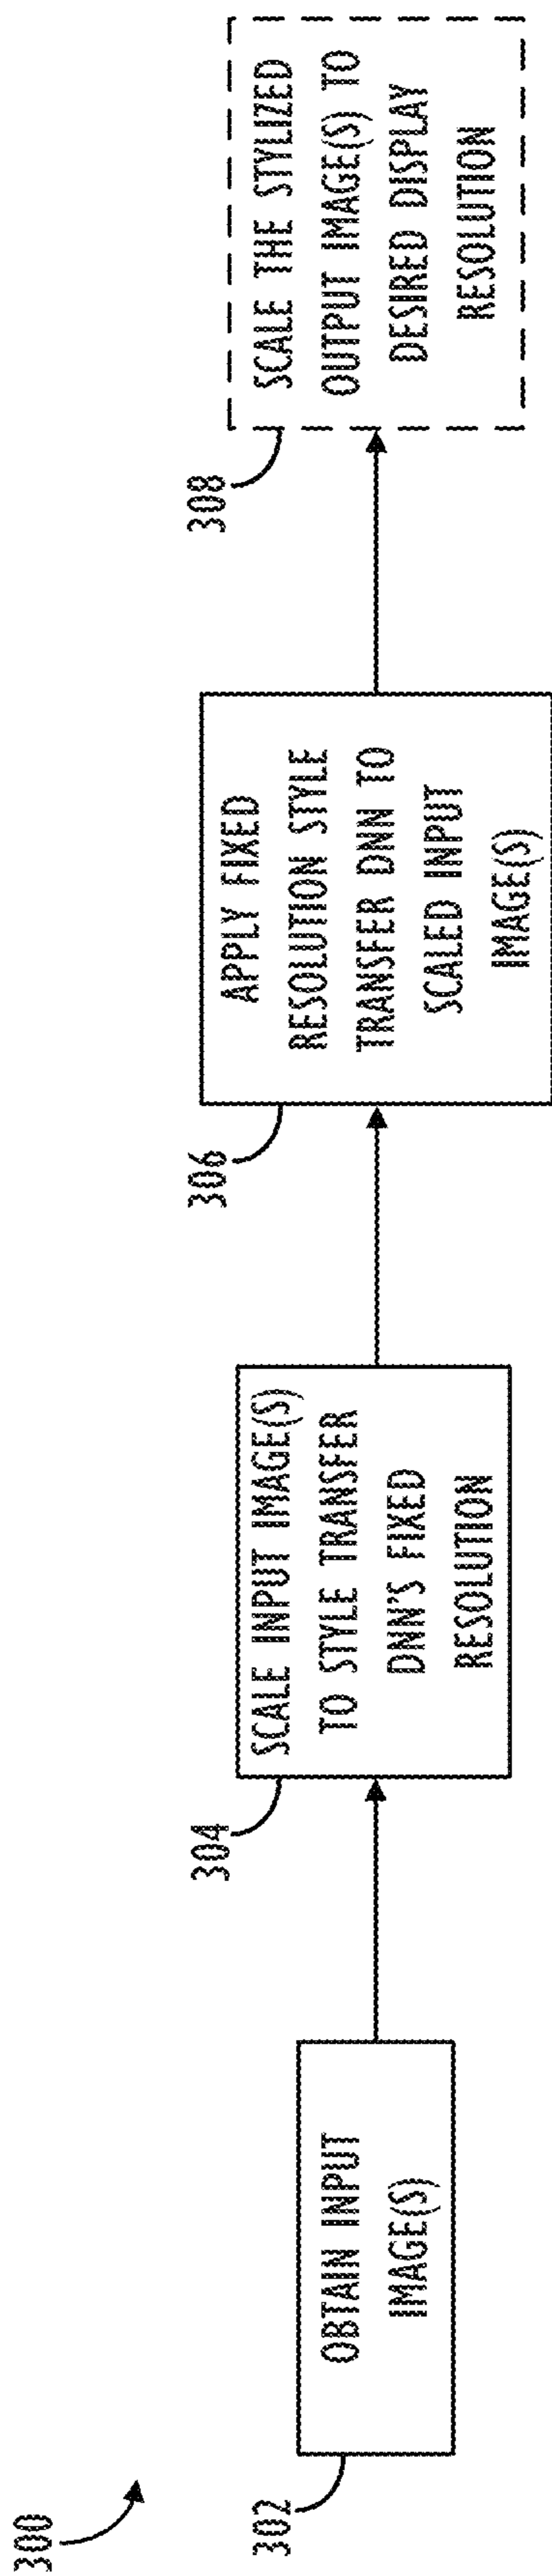 300
302
OBTAIN INPUT
IMAGE(S)
304
SCALE INPUT IMAGE(S)
TO STYLE TRANSFER
DNN'S FIXED
RESOLUTION
306
APPLY FIXED
RESOLUTION STYLE
TRANSFER DNN TO
SCALED INPUT
IMAGE(S)
308
SCALE THE STYLIZED
OUTPUT IMAGE(S) TO
DESIRED DISPLAY
RESOLUTION